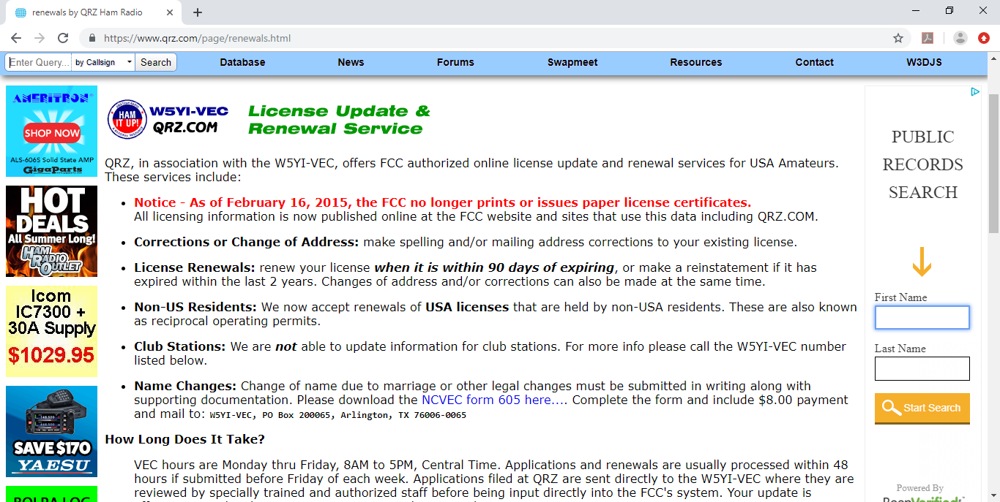 renewals by QRZ Ham Radio
https://www.qrz.com/page/renewals.html
Enter Query... by Callsign Search Database News Forums Swapmeet Resources Contact W3DJS
AMERITRON
SHOP NOW
ALS-606S Solid State AMP
GigaParts
HOT
DEALS
All Summer Long!
HAM
RADIO
OUTLET
Icom
IC7300 +
30A Supply
$1029.95
SAVE $170
YAESU
HAM
IT UP!
W5YI-VEC
QRZ.COM
License Update &
Renewal Service
QRZ, in association with the W5YI-VEC, offers FCC authorized online license update and renewal services for USA Amateurs.
These services include:
• Notice - As of February 16, 2015, the FCC no longer prints or issues paper license certificates.
All licensing information is now published online at the FCC website and sites that use this data including QRZ.COM.
• Corrections or Change of Address: make spelling and/or mailing address corrections to your existing license.
• License Renewals: renew your license when it is within 90 days of expiring, or make a reinstatement if it has
expired within the last 2 years. Changes of address and/or corrections can also be made at the same time.
• Non-US Residents: We now accept renewals of USA licenses that are held by non-USA residents. These are also known
as reciprocal operating permits.
• Club Stations: We are not able to update information for club stations. For more info please call the W5YI-VEC number
listed below.
• Name Changes: Change of name due to marriage or other legal changes must be submitted in writing along with
supporting documentation. Please download the NCVEC form 605 here.... Complete the form and include $8.00 payment
and mail to: W5YI-VEC, PO Box 200065, Arlington, TX 76006-0065
How Long Does It Take?
VEC hours are Monday thru Friday, 8AM to 5PM, Central Time. Applications and renewals are usually processed within 48
hours if submitted before Friday of each week. Applications filed at QRZ are sent directly to the W5YI-VEC where they are
reviewed by specially trained and authorized staff before being input directly into the FCC's system. Your update is
PUBLIC
RECORDS
SEARCH
First Name
Last Name
Start Search
Powered By